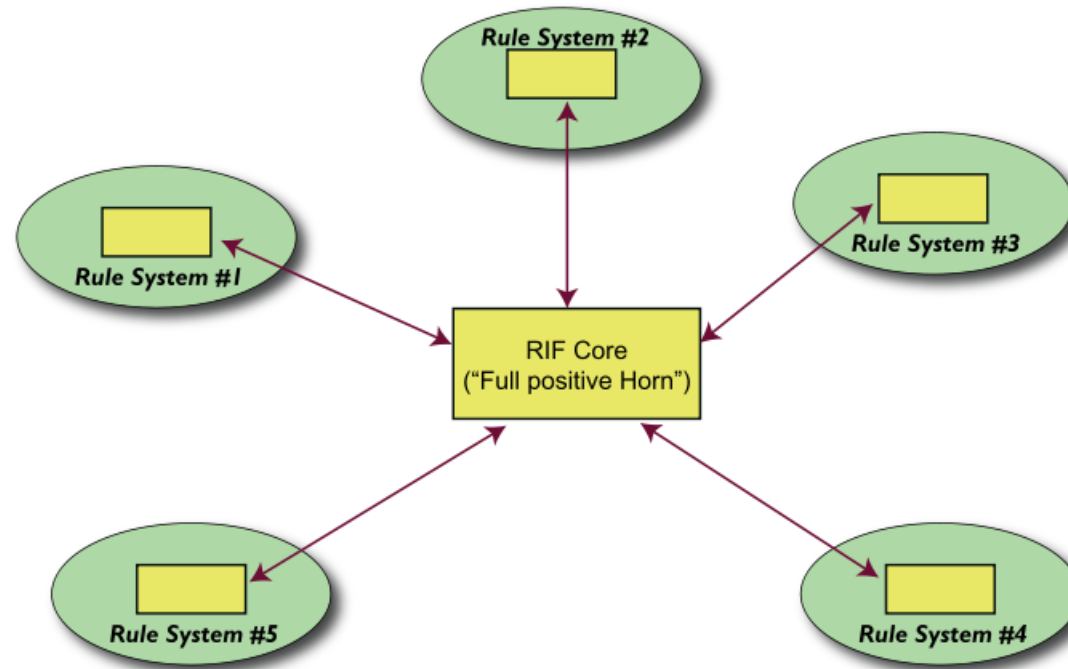 Rule System #2
Rule System #1
Rule System #3
RIF Core
(“Full positive Horn”)
Rule System #5
Rule System #4